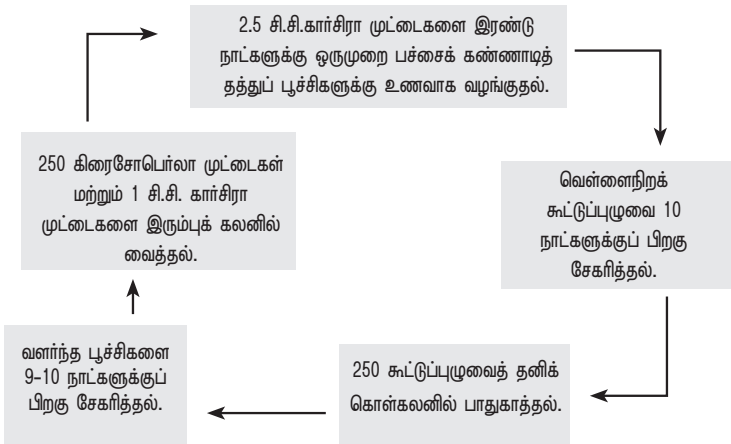 2.5 சி.சி.கார்சிரா முட்டைகளை இரண்டு
நாட்களுக்கு ஒருமுறை பச்சைக் கண்ணாடித்
தத்துப் பூச்சிகளுக்கு உணவாக வழங்குதல்.
வெள்ளைநிறக்
கூட்டுப்புழுவை 10
நாட்களுக்குப் பிறகு
சேகரித்தல்.
250 கூட்டுப்புழுவைத் தனிக்
கொள்கலனில் பாதுகாத்தல்.
வளர்ந்த பூச்சிகளை
9-10 நாட்களுக்குப்
பிறகு சேகரித்தல்.
250 கிரைசோபெர்லா முட்டைகள்
மற்றும் 1 சி.சி. கார்சிரா
முட்டைகளை இரும்புக் கலனில்
வைத்தல்.